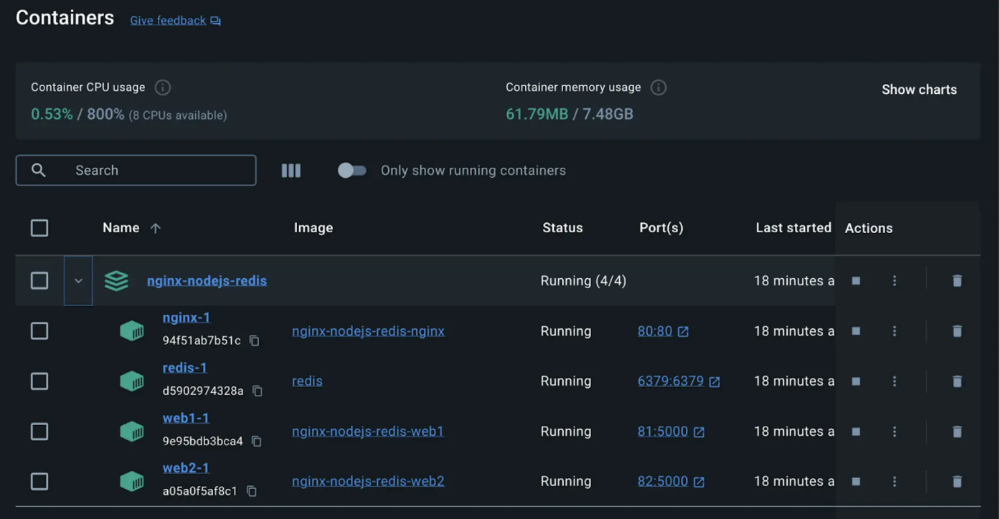 Containers Give feedback
Container CPU usage
0.53% / 800% (8 CPUs available)
Container memory usage
61.79MB / 7.48GB
Show charts
Search
Only show running containers
Name Image Status Port(s) Last started Actions
nginx-nodejs-redis Running (4/4) 18 minutes a
nginx-1
94f51ab7b51c
nginx-nodejs-redis-nginx Running 80:80 18 minutes a
redis-1
d5902974328a
redis Running 6379:6379 18 minutes a
web1-1
9e95bdb3bca4
nginx-nodejs-redis-web1 Running 81:5000 18 minutes a
web2-1
a05a0f5af8c1
nginx-nodejs-redis-web2 Running 82:5000 18 minutes a